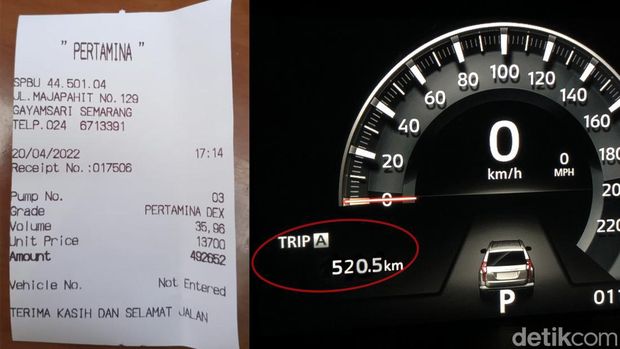 " PERTAMINA "
SPBU 44.501.04
JL.MAJAPAHIT NO.129
GAYAMSARI SEMARANG
TELP.024 6713391
20/04/2022 17:14
Receipt No.:017506
Pump No. 03
Grade PERTAMINA DEX
Volume 35,96
Unit Price 13700
Amount 492652
Vehicle No. Not Entered
TERIMA KASIH DAN SELAMAT JALAN
0
20
40
60
80
100
120
140
160
180
200
220
0
km/h
0
MPH
TRIP A
520.5km
P
011
detikcom